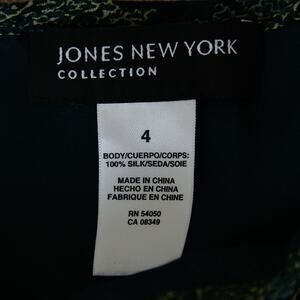 JONES NEW YORK
COLLECTION
4
BODY/CUERPO/CORPS:
100% SILK/SEDA/SOIE
MADE IN CHINA
HECHO EN CHINA
FABRIQUE EN CHINE
RN 54050
CA 08349